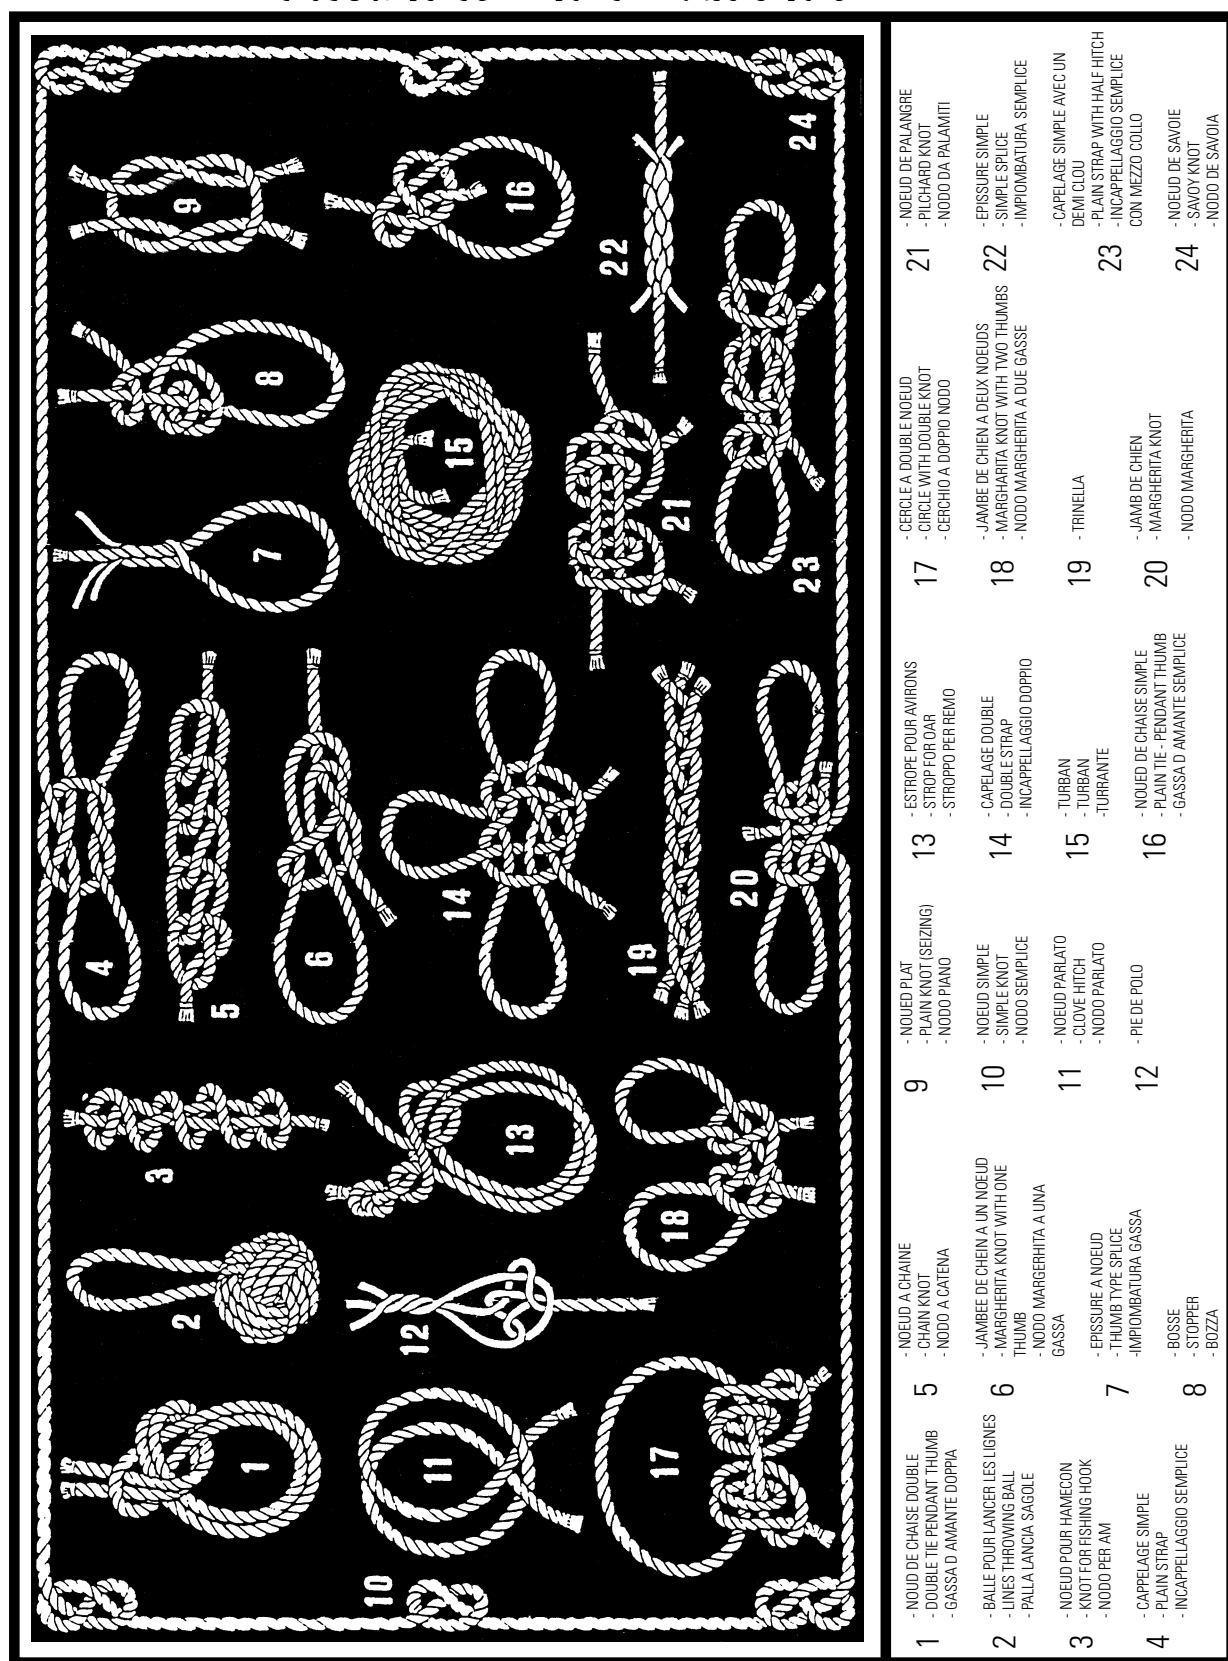 1
- NOUD DE CHAISE DOUBLE
- DOUBLE TIE PENDANT THUMB
- GASSA D AMANTE DOPPIA
2
- BALLE POUR LANCER LES LIGNES
- LINES THROWING BALL
- PALLA LANCIA SAGOLE
3
- NOEUD POUR HAMECON
- KNOT FOR FISHING HOOK
- NODO PER AM
4
- CAPPELAGE SIMPLE
- PLAIN STRAP
- INCAPPELLAGGIO SEMPLICE
5
- NOEUD A CHAINE
- CHAIN KNOT
- NODO A CATENA
6
- JAMBEE DE CHEIN A UN NOEUD
- MARGHERITA KNOT WITH ONE
THUMB
- NODO MARGERHITA A UNA
GASSA
7
- EPISSURE A NOEUD
- THUMB TYPE SPLICE
-IMPIOMBATURA GASSA
8
- BOSSE
- STOPPER
- BOZZA
9
- NOUED PLAT
- PLAIN KNOT (SEIZING)
- NODO PIANO
10
- NOEUD SIMPLE
- SIMPLE KNOT
- NODO SEMPLICE
11
- NOEUD PARLATO
- CLOVE HITCH
- NODO PARLATO
12
- PIE DE POLO
13
- ESTROPE POUR AVIRONS
- STROP FOR OAR
- STROPPO PER REMO
14
- CAPELAGE DOUBLE
- DOUBLE STRAP
- INCAPPELLAGIO DOPPIO
15
- TURBAN
- TURBAN
-TURRANTE
16
- NOUED DE CHAISE SIMPLE
- PLAIN TIE - PENDANT THUMB
- GASSA D AMANTE SEMPLICE
17
- CERCLE A DOUBLE NOEUD
- CIRCLE WITH DOUBLE KNOT
- CERCHIO A DOPPIO NODO
18
- JAMBE DE CHIEN A DEUX NOEUDS
- MARGHARITA KNOT WITH TWO THUMBS
- NODO MARGHERITA A DUE GASSE
19
- TRINELLA
20
- JAMB DE CHIEN
- MARGHERITA KNOT
- NODO MARGHERITA
21
- NOEUD DE PALANGRE
- PILCHARD KNOT
- NODO DA PALAMITI
22
- EPISSURE SIMPLE
- SIMPLE SPLICE
- IMPIOMBATURA SEMPLICE
23
- CAPELAGE SIMPLE AVEC UN
DEMI CLOU
- PLAIN STRAP WITH HALF HITCH
- INCAPPELLAGIO SEMPLICE
CON MEZZO COLLO
24
- NOEUD DE SAVOIE
- SAVOY KNOT
- NODO DE SAVOIA
1
2
3
4
5
6
7
8
9
10
11
12
13
14
15
16
17
18
19
20
21
22
23
24